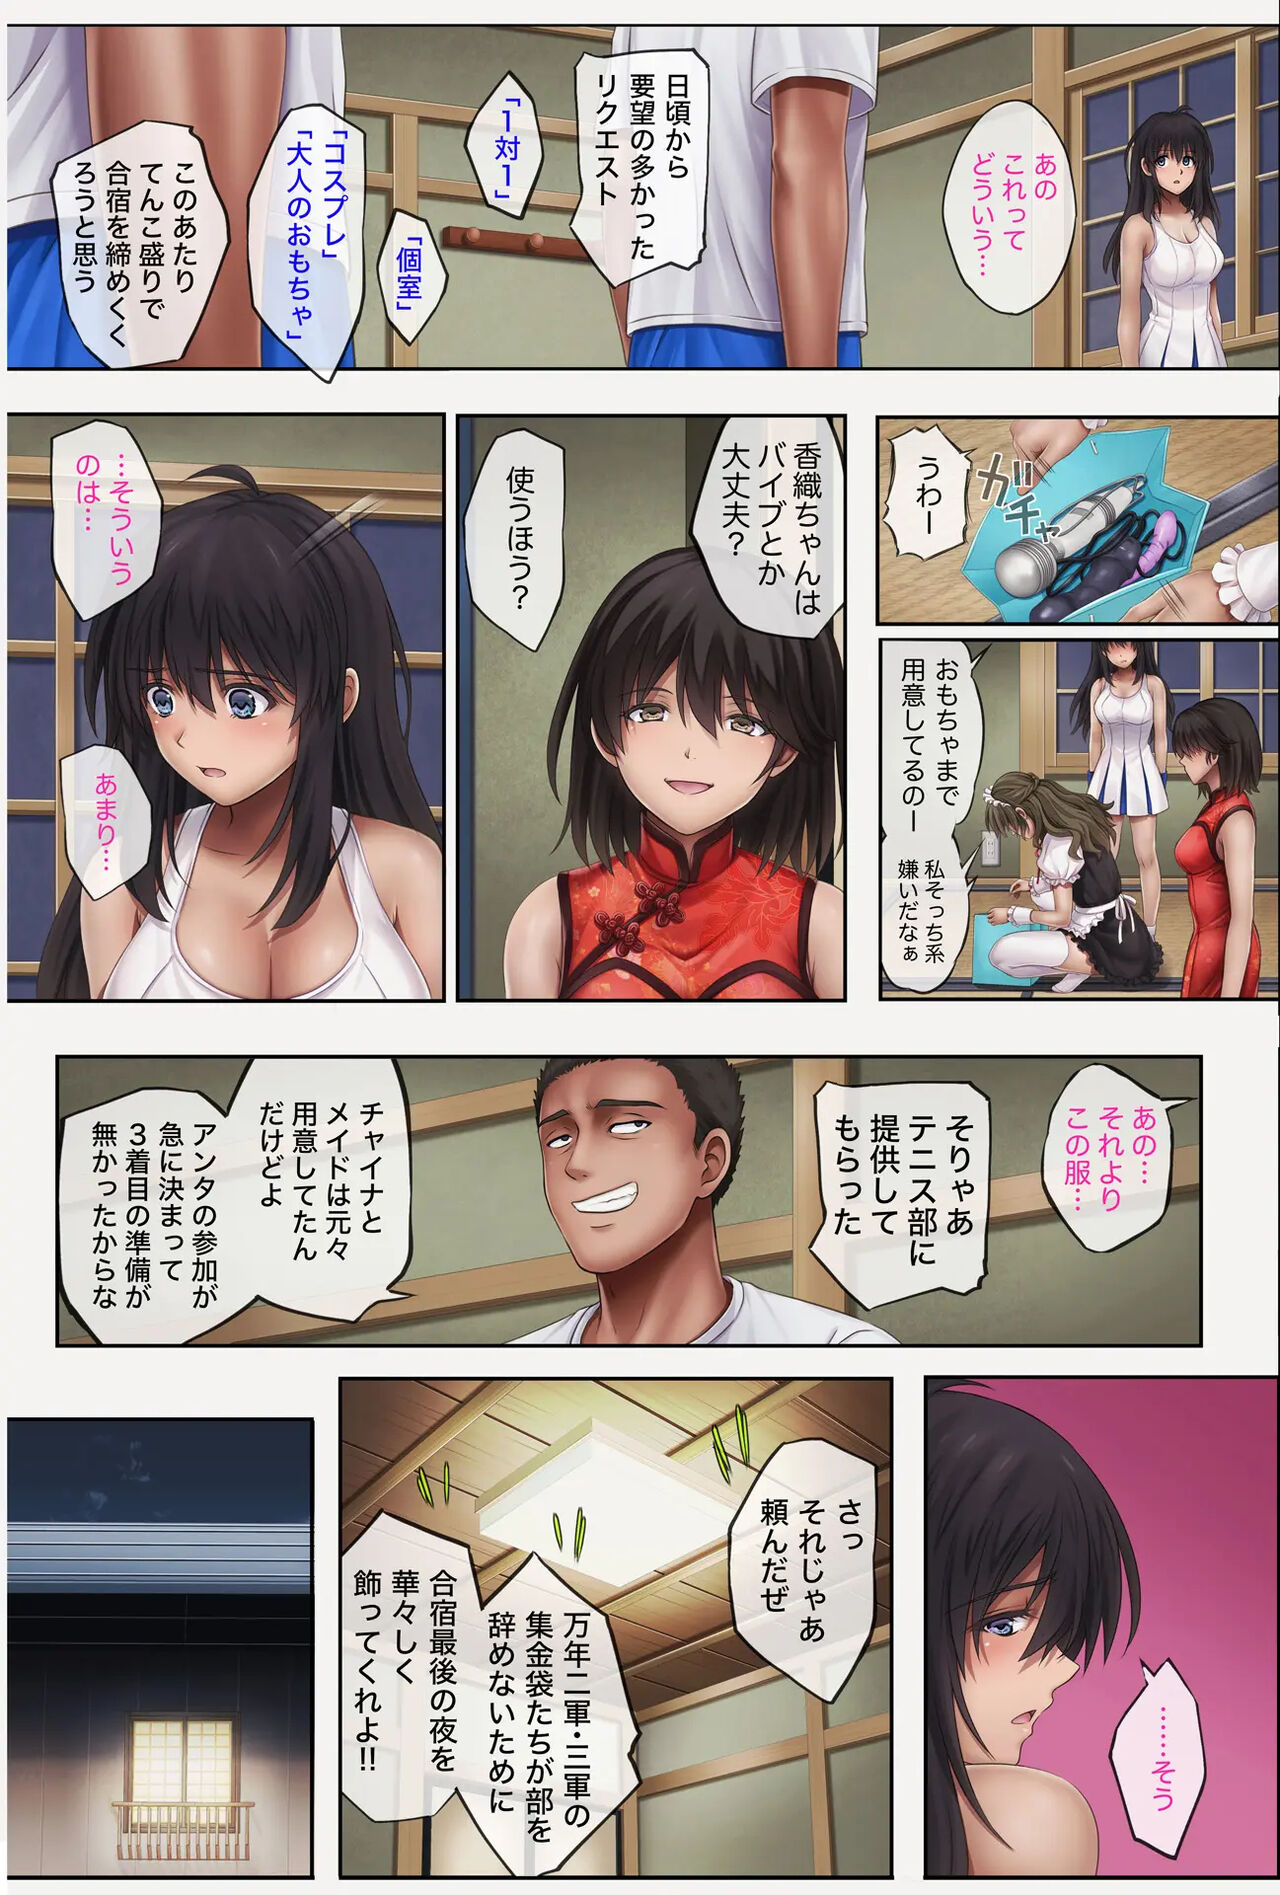 あの
これって
どういう…
日頃から
要望の多かった
リクエスト
「1対1」
「個室」
「コスプレ」
「大人のおもちゃ」
このあたり
てんこ盛りで
合宿を締めくく
ろうと思う
ガチャ
うわー
おもちゃまで
用意してるのー
私そっち系
嫌いだなぁ
香織ちゃんは
バイブとか
大丈夫?
使うほう?
…そういう
のは…
あまり…
あの…
それより
この服…
そりゃあ
テニス部に
提供して
もらった
チャイナと
メイドは元々
用意してたん
だけどよ
アンタの参加が
急に決まって
3着目の準備が
無かったからな
……そう
さっ
それじゃあ
頼んだぜ
万年二軍・三軍の
集金袋たちが部を
辞めないために
合宿最後の夜を
華々しく
飾ってくれよ!!